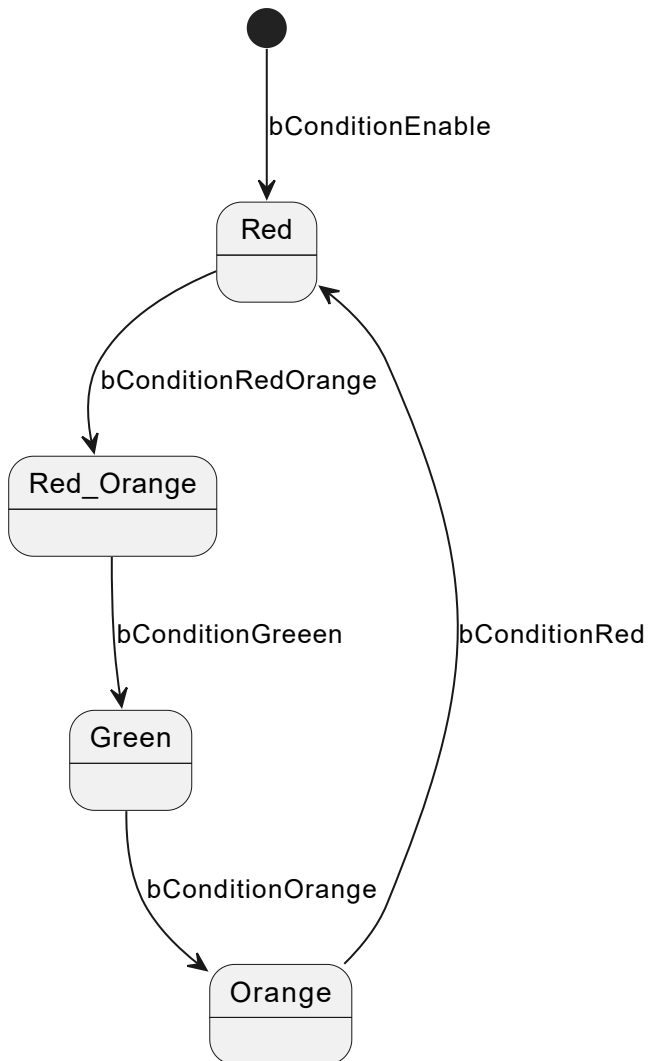 bConditionEnable
Red
bConditionRedOrange
Red_Orange
bConditionGreeen
bConditionRed
Green
bConditionOrange
Orange